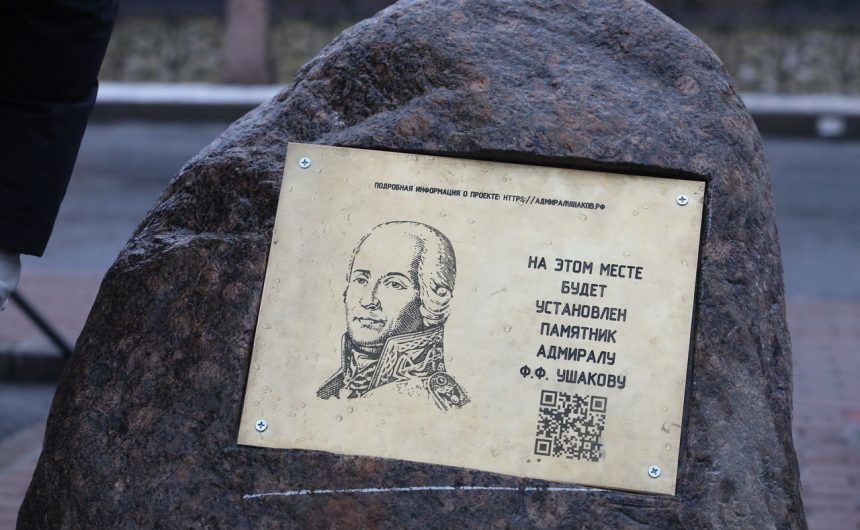 ПОДРОБНАЯ ИНФОРМАЦИЯ О ПРОЕКТЕ: HTTPS://АДМИРАЛУШАКОВ.РФ
НА ЭТОМ МЕСТЕ
БУДЕТ
УСТАНОВЛЕН
ПАМЯТНИК
АДМИРАЛУ
Ф.Ф. УШАКОВУ